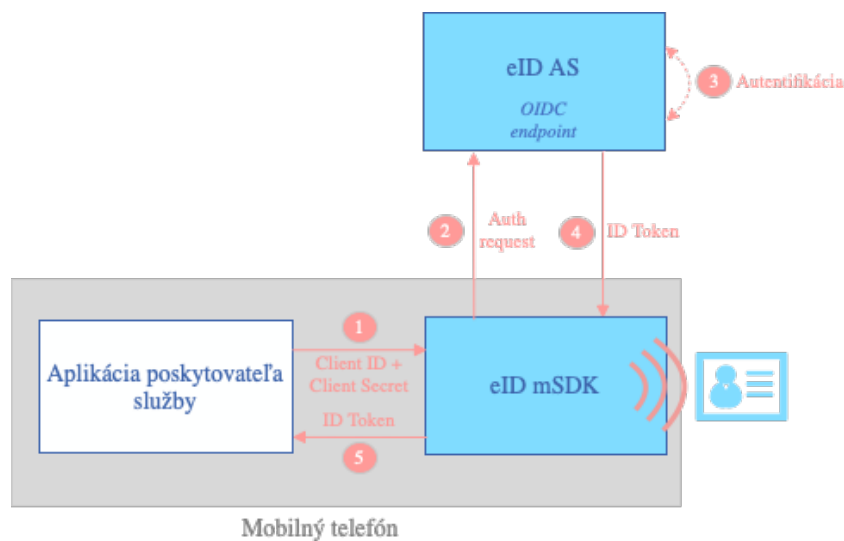 eID AS
OIDC
endpoint
3
Autentifikácia
2
Auth
request
4
ID Token
1
Client ID +
Client Secret
ID Token
5
Aplikácia poskytovateľa
služby
eID mSDK
Mobilný telefón